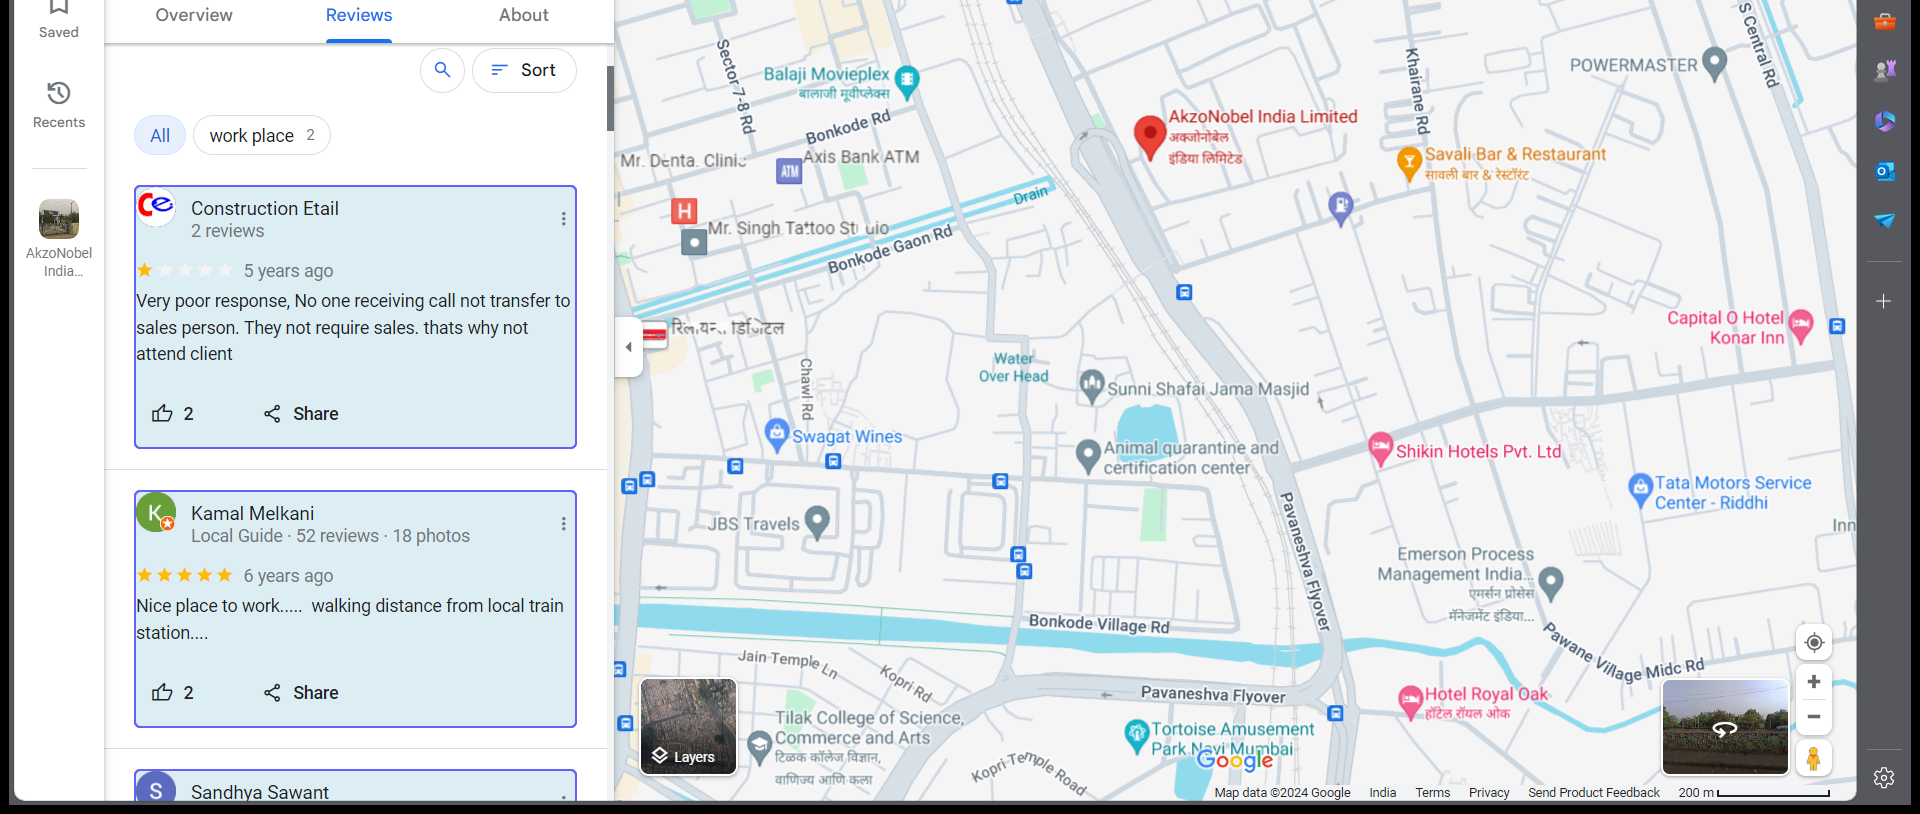 Saved
Recents
AkzoNobel
India...
Overview
Reviews
About
Sort
All
work place 2
Ce
Construction Etail
2 reviews
5 years ago
Very poor response, No one receiving call not transfer to
sales person. They not require sales. thats why not
attend client
2
Share
K
Kamal Melkani
Local Guide · 52 reviews · 18 photos
6 years ago
Nice place to work..... walking distance from local train
station....
2
Share
S
Sandhya Sawant
Sector 7-8 Rd
Balaji Movieplex
बालाजी मूवीप्लेक्स
Bonkode Rd
Mr. Denta. Clinic
Axis Bank ATM
ATM
H
Mr. Singh Tattoo Studio
Drain
Bonkode Gaon Rd
रिलायन्स डिजिटल
Chawl Rd
Water
Over Head
AkzoNobel India Limited
अक्जोनोबेल
इंडिया लिमिटेड
Khairane Rd
Savali Bar & Restaurant
सावली बार & रेस्टॉरंट
POWERMASTER
S Central Rd
Capital O Hotel
Konar Inn
Sunni Shafai Jama Masjid
Swagat Wines
Animal quarantine and
certification center
Shikin Hotels Pvt. Ltd
Tata Motors Service
Center - Riddhi
Inn
JBS Travels
Pavaneshva Flyover
Emerson Process
Management India...
एमर्सन प्रोसेस
मॅनेजमेंट इंडिया...
Bonkode Village Rd
Pawane Village Midc Rd
Jain Temple Ln
Kopri Rd
Pavaneshva Flyover
Hotel Royal Oak
हॉटेल रॉयल ओक
Tilak College of Science,
Commerce and Arts
टिळक कॉलेज विज्ञान,
वाणिज्य आणि कला
Tortoise Amusement
Park Navi Mumbai
Kopri Temple Road
Layers
Google
Map data ©2024 Google
India
Terms
Privacy
Send Product Feedback
200 m